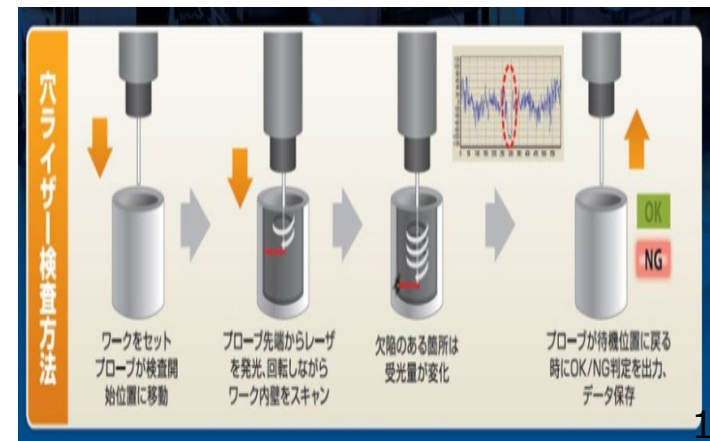 穴ライザー検査方法
ワークをセット
プローブが検査開
始位置に移動
プローブ先端からレーザ
を発光、回転しながら
ワーク内壁をスキャン
欠陥のある箇所は
受光量が変化
OK
NG
プローブが待機位置に戻る
時にOK/NG判定を出力、
データ保存
1